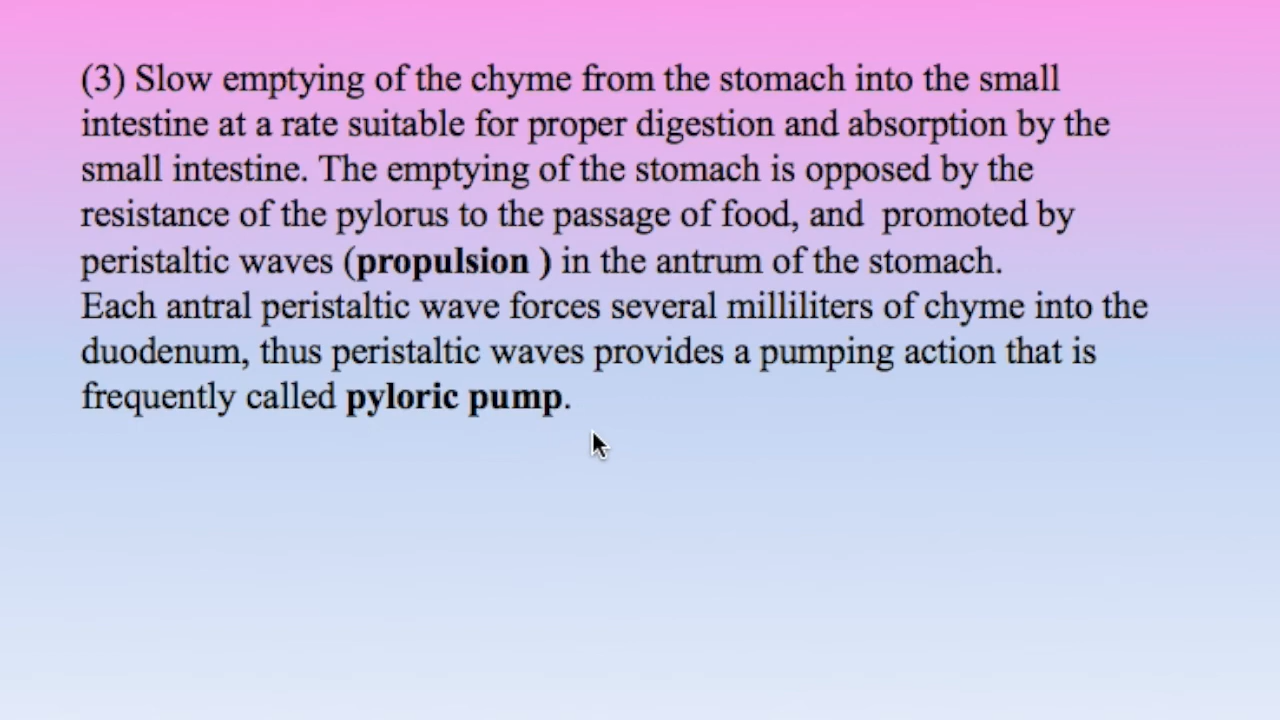 (3) Slow emptying of the chyme from the stomach into the small
intestine at a rate suitable for proper digestion and absorption by the
small intestine. The emptying of the stomach is opposed by the
resistance of the pylorus to the passage of food, and  promoted by
peristaltic waves (propulsion ) in the antrum of the stomach.
Each antral peristaltic wave forces several milliliters of chyme into the
duodenum, thus peristaltic waves provides a pumping action that is
frequently called pyloric pump.